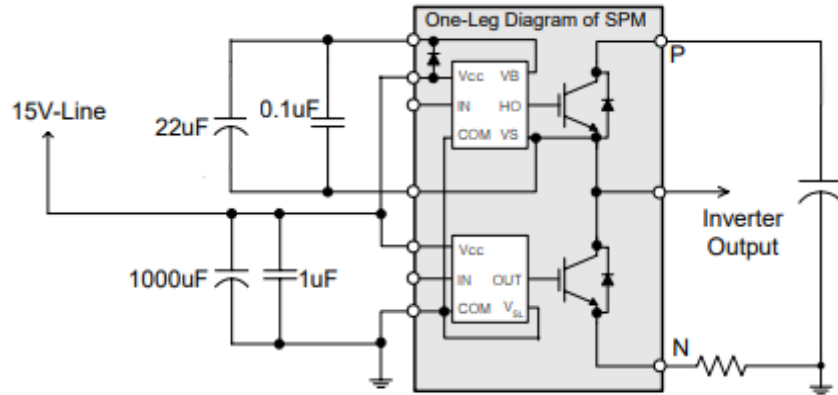 One-Leg Diagram of SPM
P
Vcc VB
15V-Line
22uF
0.1uF
IN HO
COM VS
Inverter
Output
Vcc
1000uF
1uF
IN OUT
COM VSL
N